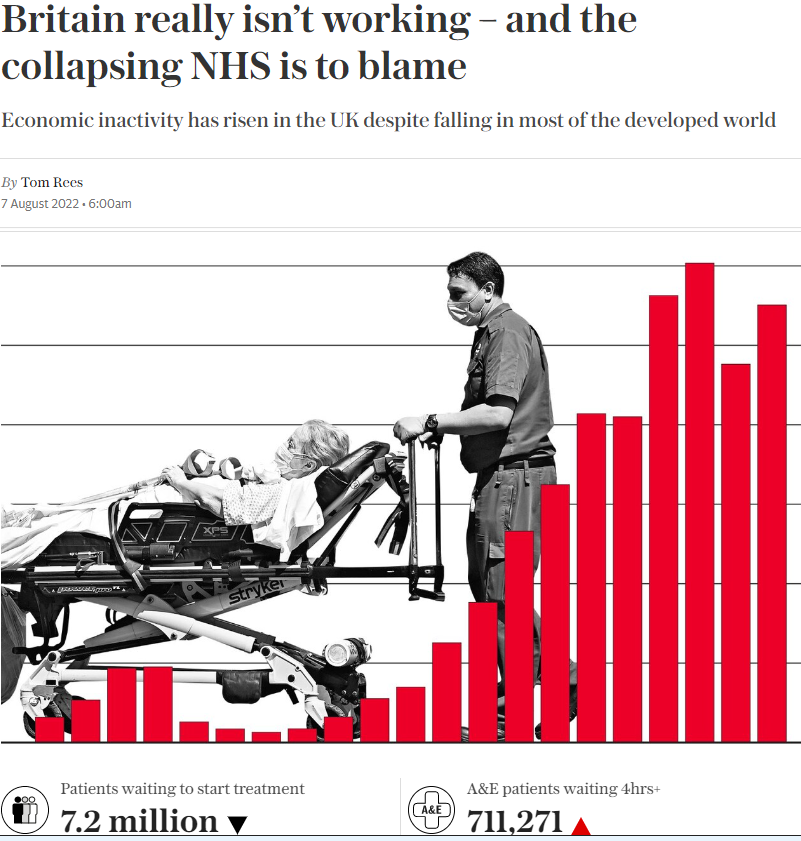 Britain really isn’t working – and the
collapsing NHS is to blame
Economic inactivity has risen in the UK despite falling in most of the developed world
By Tom Rees
7 August 2022 • 6:00am
XPS
stryker
Patients waiting to start treatment
7.2 million
A&E
A&E patients waiting 4hrs+
711,271